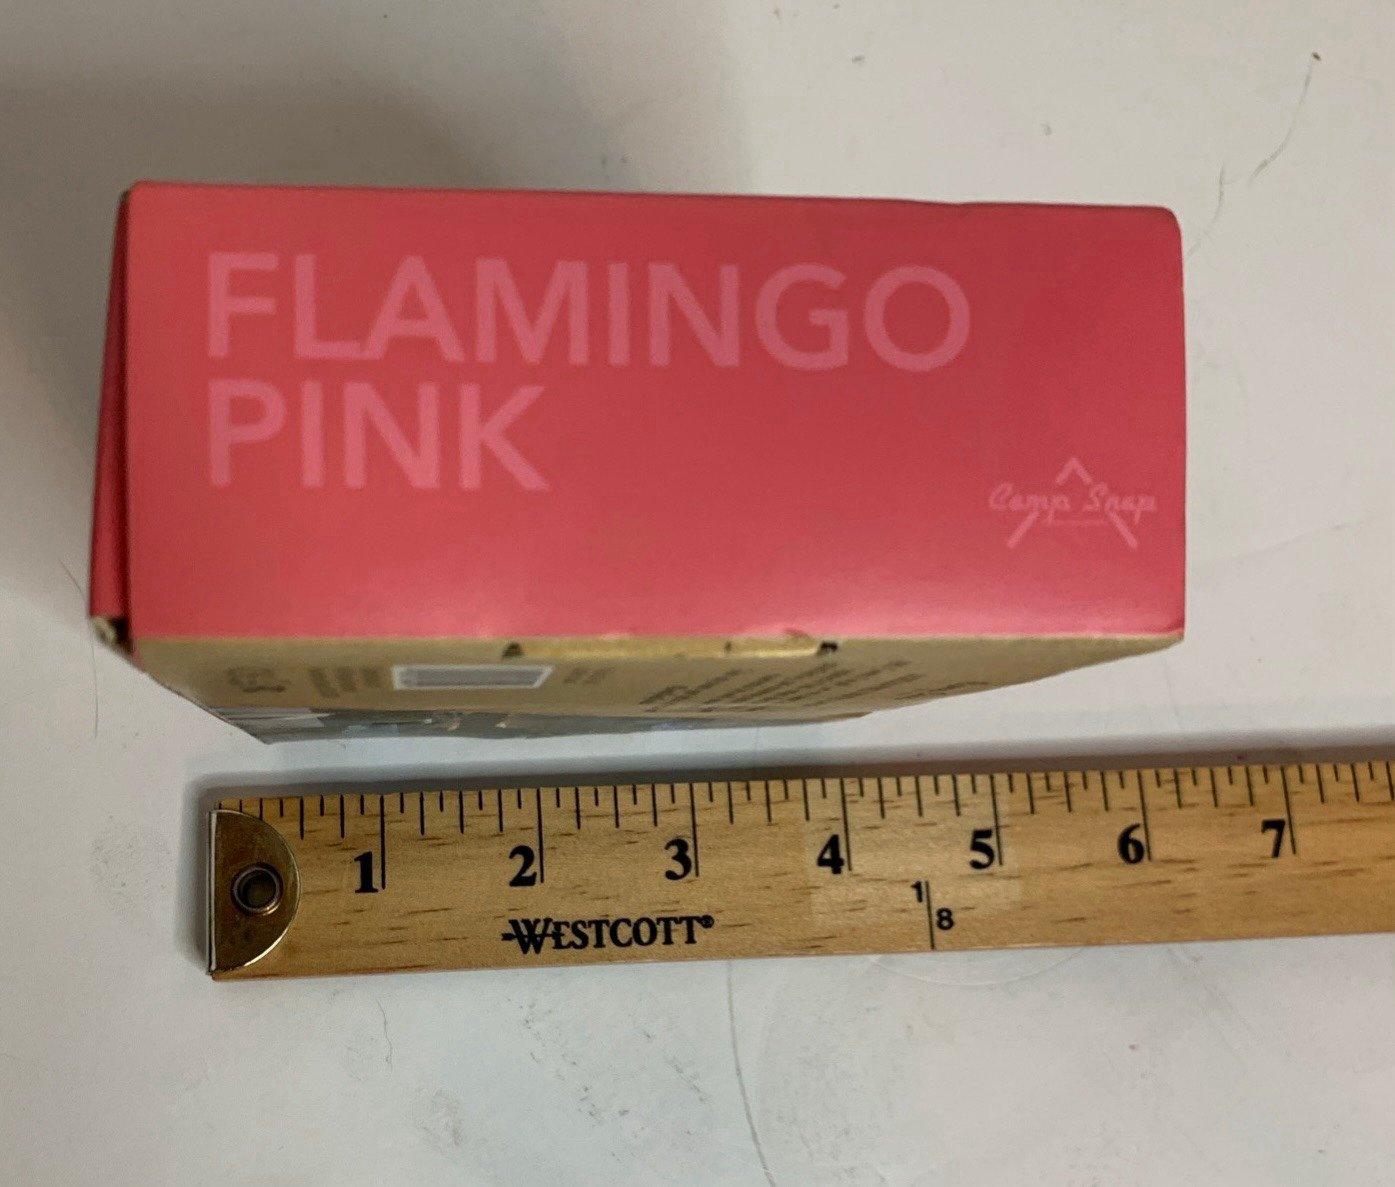 FLAMINGO
PINK
Camp Snap
1 2 3 4 5 6 7
1
8
WESTCOTT®